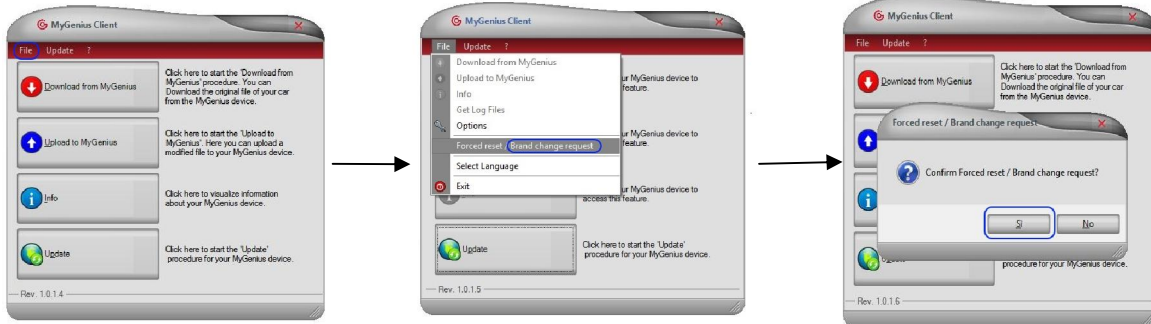 MyGenius Client
File Update ?
Download from MyGenius
Click here to start the 'Download from
MyGenius' procedure. You can
Download the original file of your car
from the MyGenius device.
Upload to MyGenius
Click here to start the 'Upload to
MyGenius'. Here you can upload a
modified file to your MyGenius device.
Info
Click here to visualize information
about your MyGenius device.
Update
Click here to start the 'Update'
procedure for your MyGenius device.
Rev. 1.0.1.4
MyGenius Client
File Update ?
Download from MyGenius
Upload to MyGenius
Info
Get Log Files
Options
Forced reset / Brand change request
Select Language
Exit
ur MyGenius device to
feature.
ur MyGenius device to
feature.
ur MyGenius device to
access this feature.
Update
Click here to start the 'Update'
procedure for your MyGenius device.
Rev. 1.0.1.5
MyGenius Client
File Update ?
Download from MyGenius
Click here to start the 'Download from
MyGenius' procedure. You can
Download the original file of your car
from the MyGenius device.
Forced reset / Brand change request
Confirm Forced reset / Brand change request?
Sì
No
procedure for your MyGenius device.
Rev. 1.0.1.6